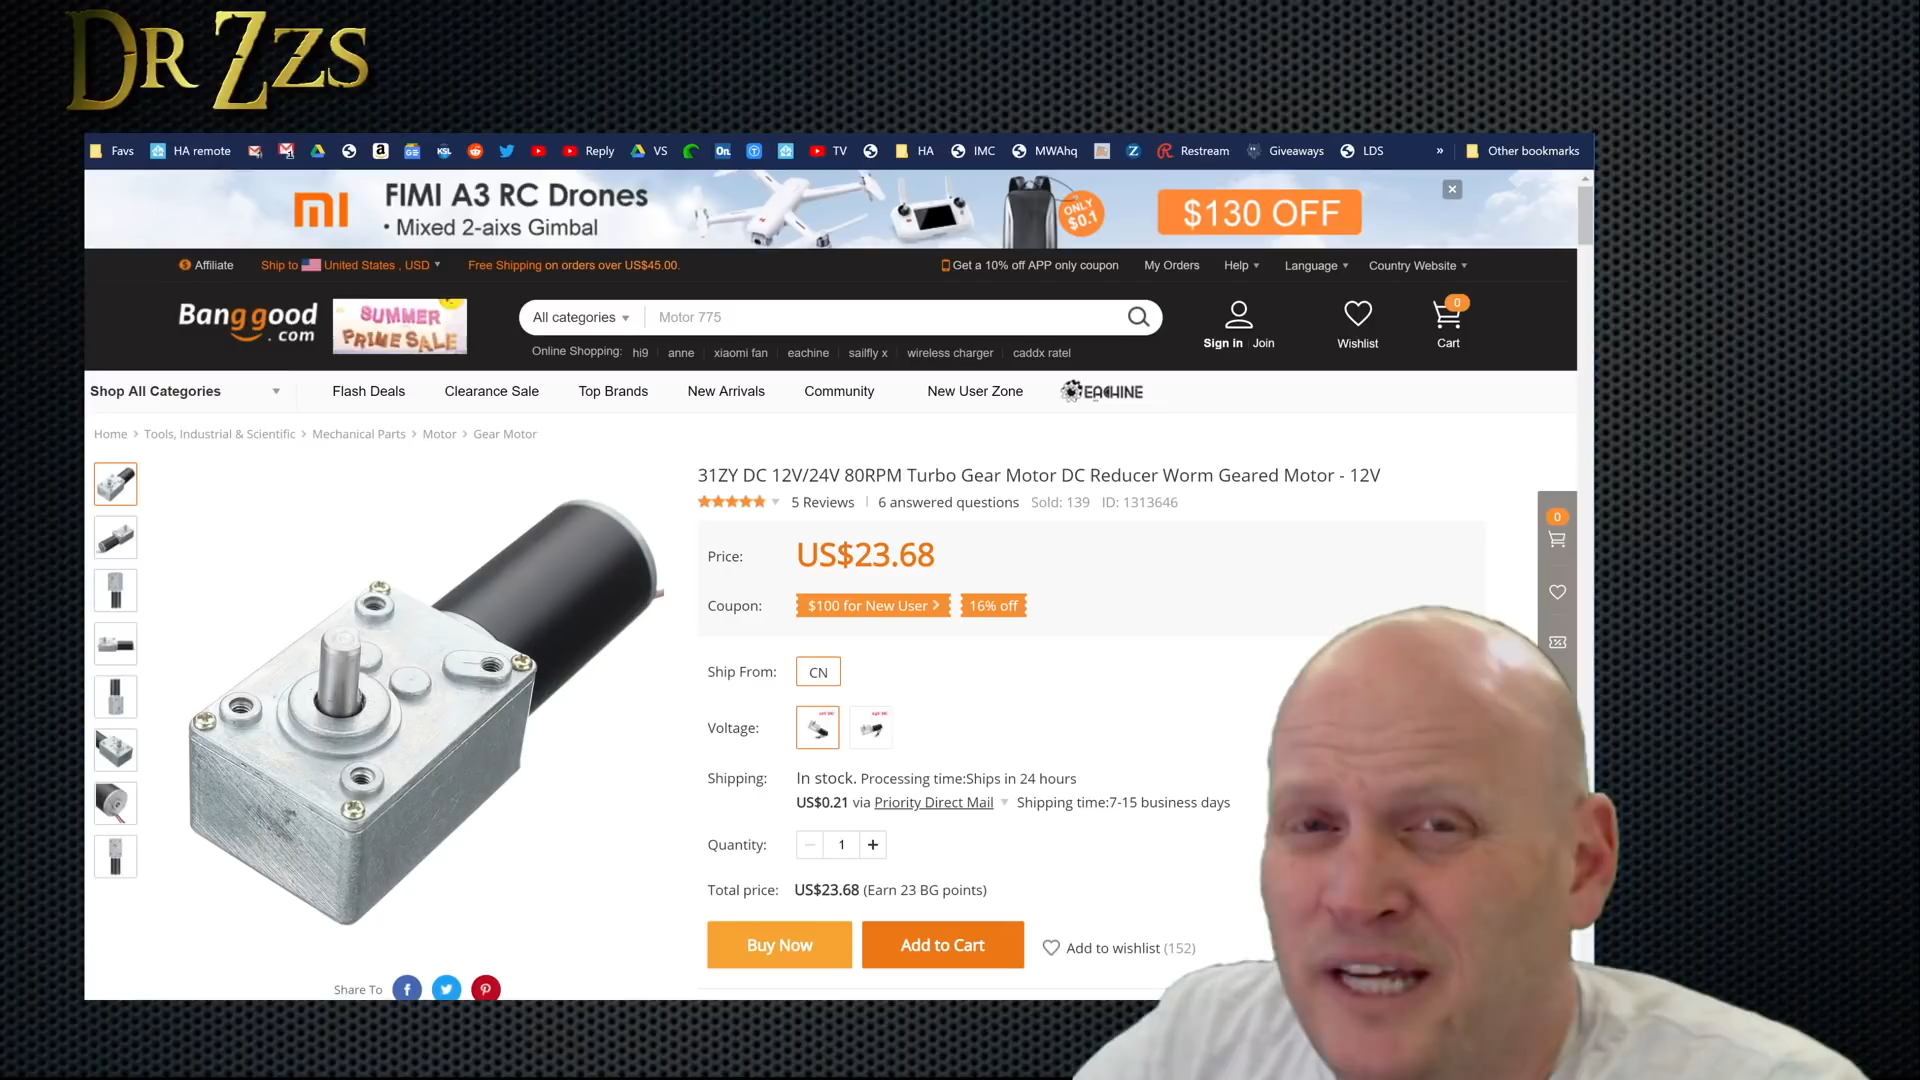 DR ZZS
Favs HA remote Reply VS On. TV HA IMC MWAhq Z Restream Giveaways LDS » Other bookmarks
mi FIMI A3 RC Drones
• Mixed 2-aixs Gimbal
ONLY $0.1
$130 OFF
Affiliate Ship to United States , USD Free Shipping on orders over US$45.00. Get a 10% off APP only coupon My Orders Help Language Country Website
Banggood.com
SUMMER PRIME SALE
All categories Motor 775
0
Sign in Join Wishlist Cart
Online Shopping: hi9 anne xiaomi fan eachine sailfly x wireless charger caddx ratel
Shop All Categories Flash Deals Clearance Sale Top Brands New Arrivals Community New User Zone EACHINE
Home > Tools, Industrial & Scientific > Mechanical Parts > Motor > Gear Motor
31ZY DC 12V/24V 80RPM Turbo Gear Motor DC Reducer Worm Geared Motor - 12V
5 Reviews 6 answered questions Sold: 139 ID: 1313646
0
Price: US$23.68
Coupon: $100 for New User > 16% off
Ship From: CN
Voltage:
Shipping: In stock. Processing time:Ships in 24 hours
US$0.21 via Priority Direct Mail Shipping time:7-15 business days
Quantity: − 1 +
Total price: US$23.68 (Earn 23 BG points)
Buy Now Add to Cart Add to wishlist (152)
Share To